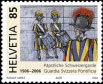 HELVETIA 85
Päpstliche Schweizergarde
1506-2006 Guardia Svizzera Pontificia